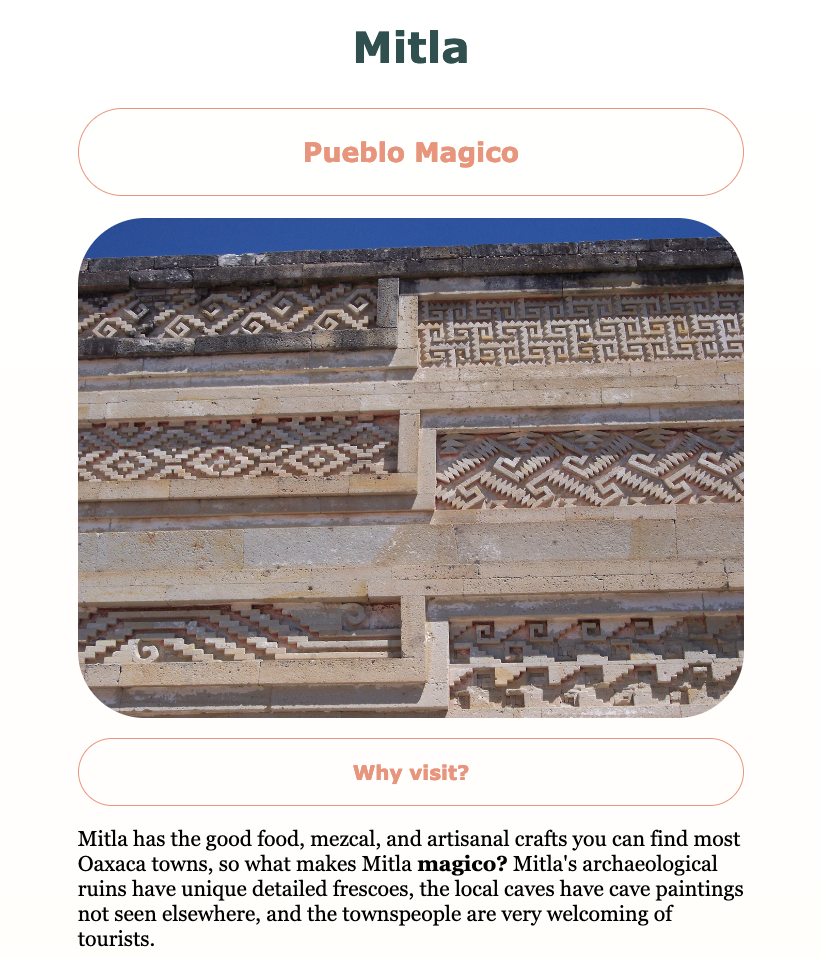 Mitla
Pueblo Magico
Why visit?
Mitla has the good food, mezcal, and artisanal crafts you can find most
Oaxaca towns, so what makes Mitla magico? Mitla's archaeological
ruins have unique detailed frescoes, the local caves have cave paintings
not seen elsewhere, and the townspeople are very welcoming of
tourists.